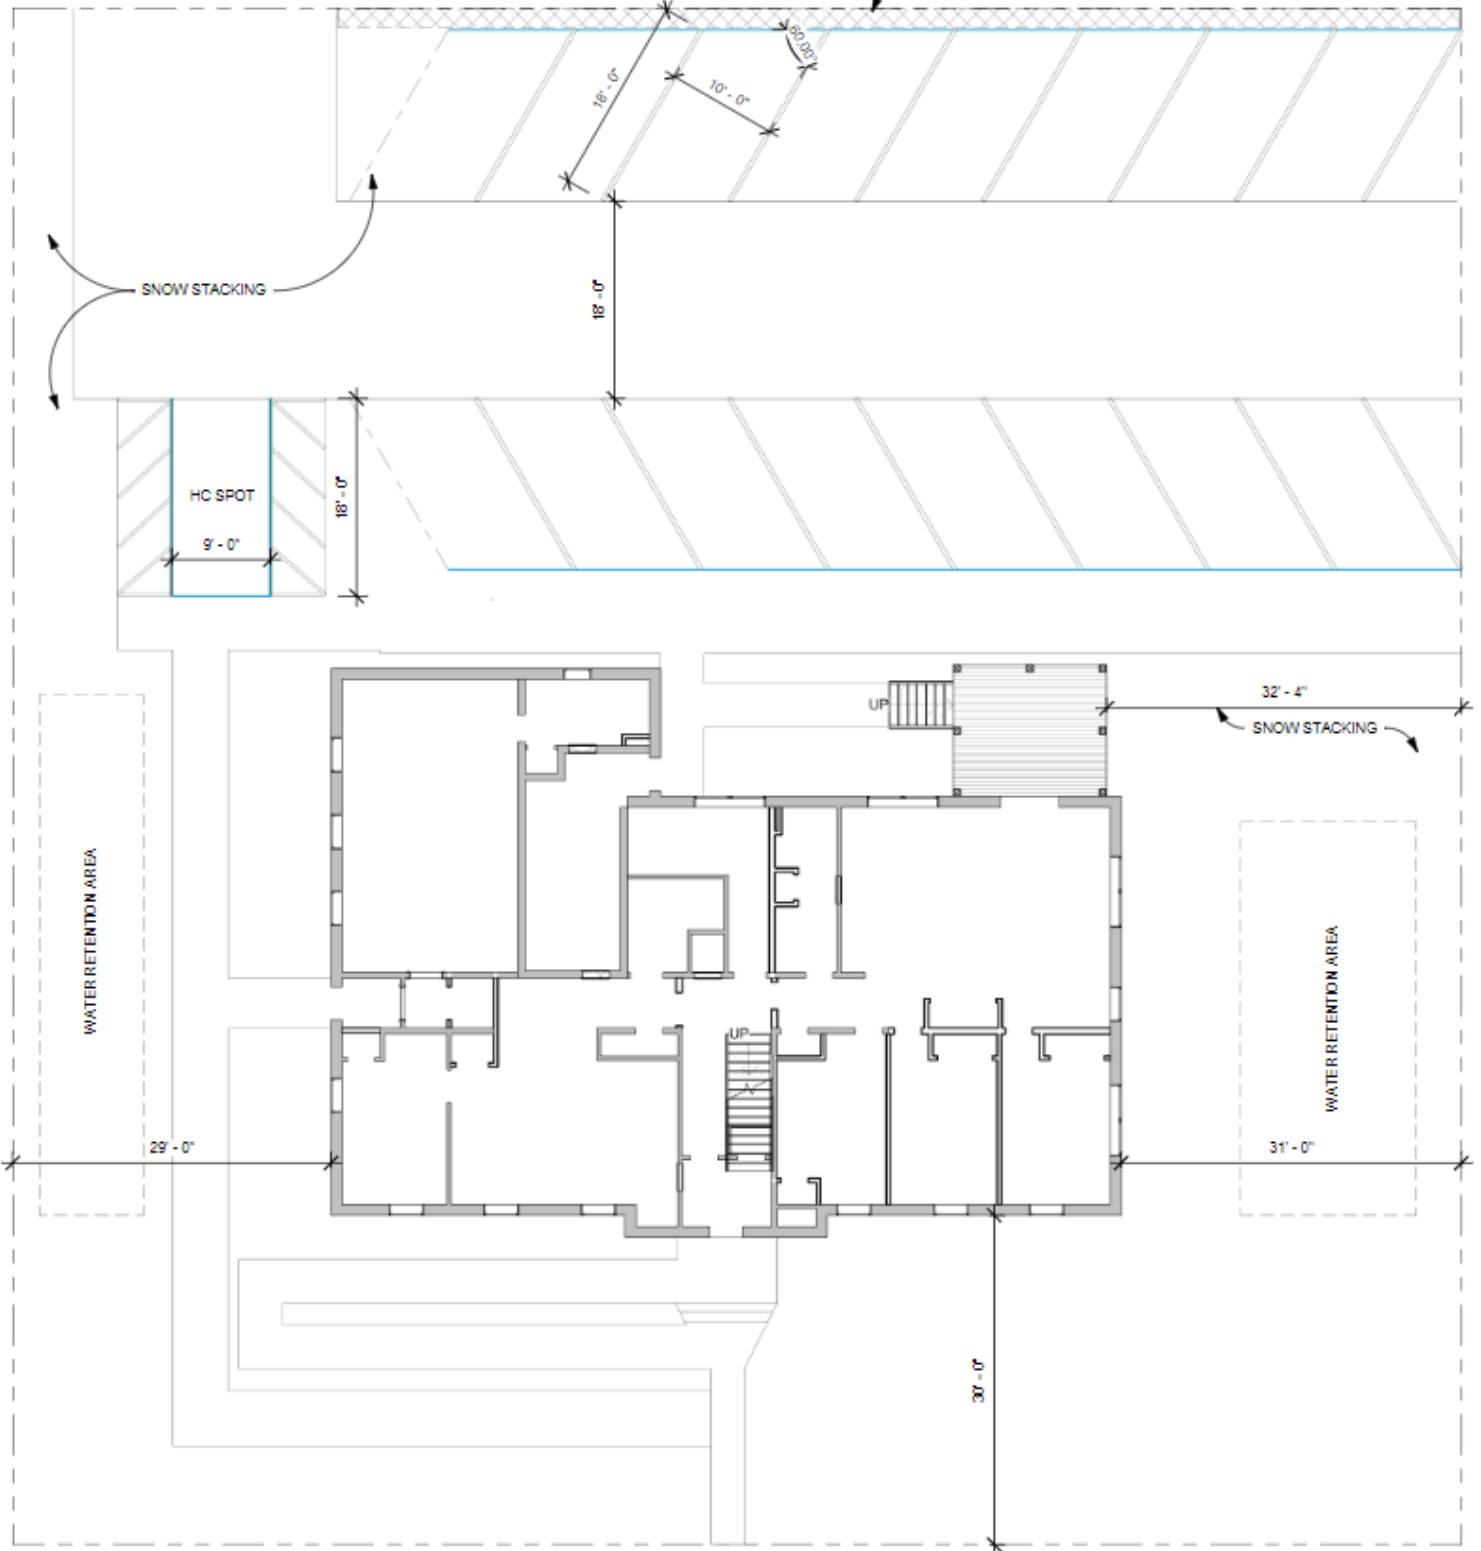 60.00°
18' - 0"
10' - 0"
SNOW STACKING
18' - 0"
HC SPOT
18' - 0"
9' - 0"
32' - 4"
UP
SNOW STACKING
WATER RETENTION AREA
WATER RETENTION AREA
UP
29' - 0"
31' - 0"
30' - 0"